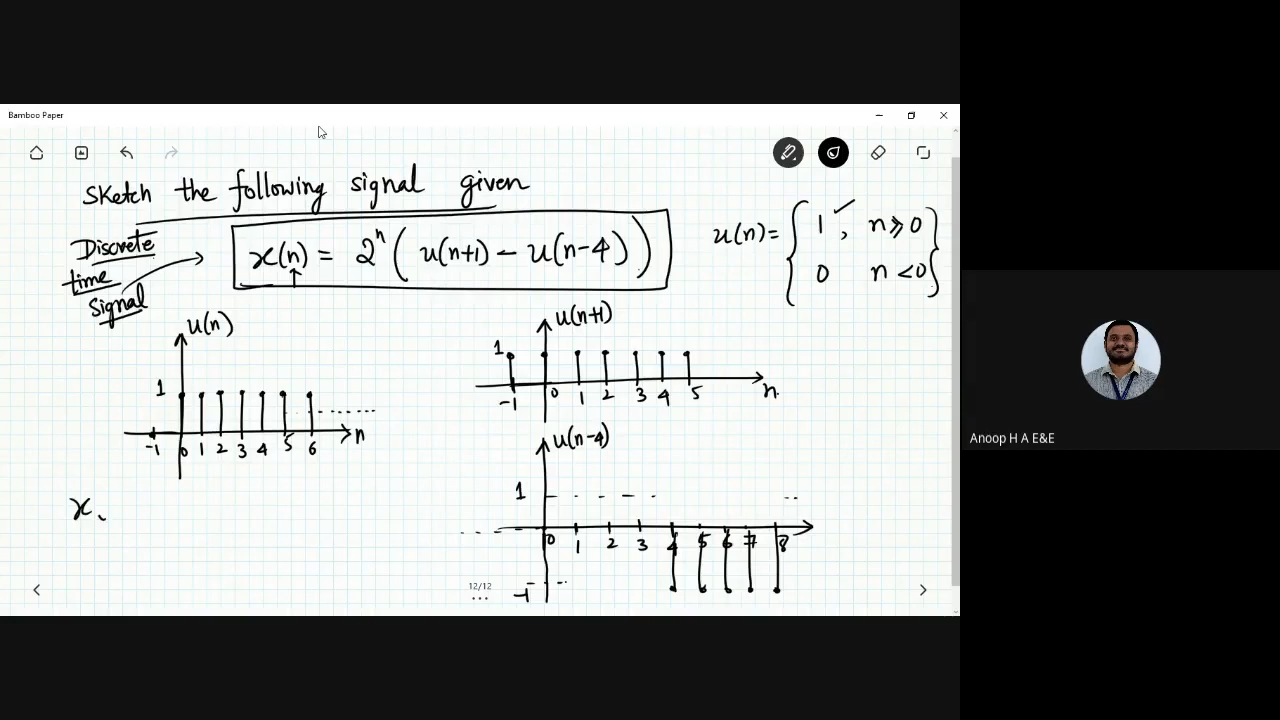 Bamboo Paper
Sketch the following signal given
Discrete
time
Signal
x(n) = 2ⁿ ( u(n+1) - u(n-4) )
u(n) = { 1 , n ≥ 0
0 n < 0 }
u(n)
1
-1 0 1 2 3 4 5 6 n
u(n+1)
1
-1 0 1 2 3 4 5 n
u(n-4)
1
0 1 2 3 4 5 6 7 8
-1
x
12/12
Anoop H A E&E